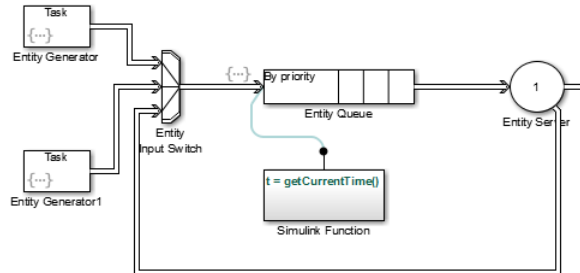 Task
{...}
Entity Generator
Entity
Input Switch
{...}
By priority
Entity Queue
1
Entity Server
Task
{...}
Entity Generator1
t = getCurrentTime()
Simulink Function